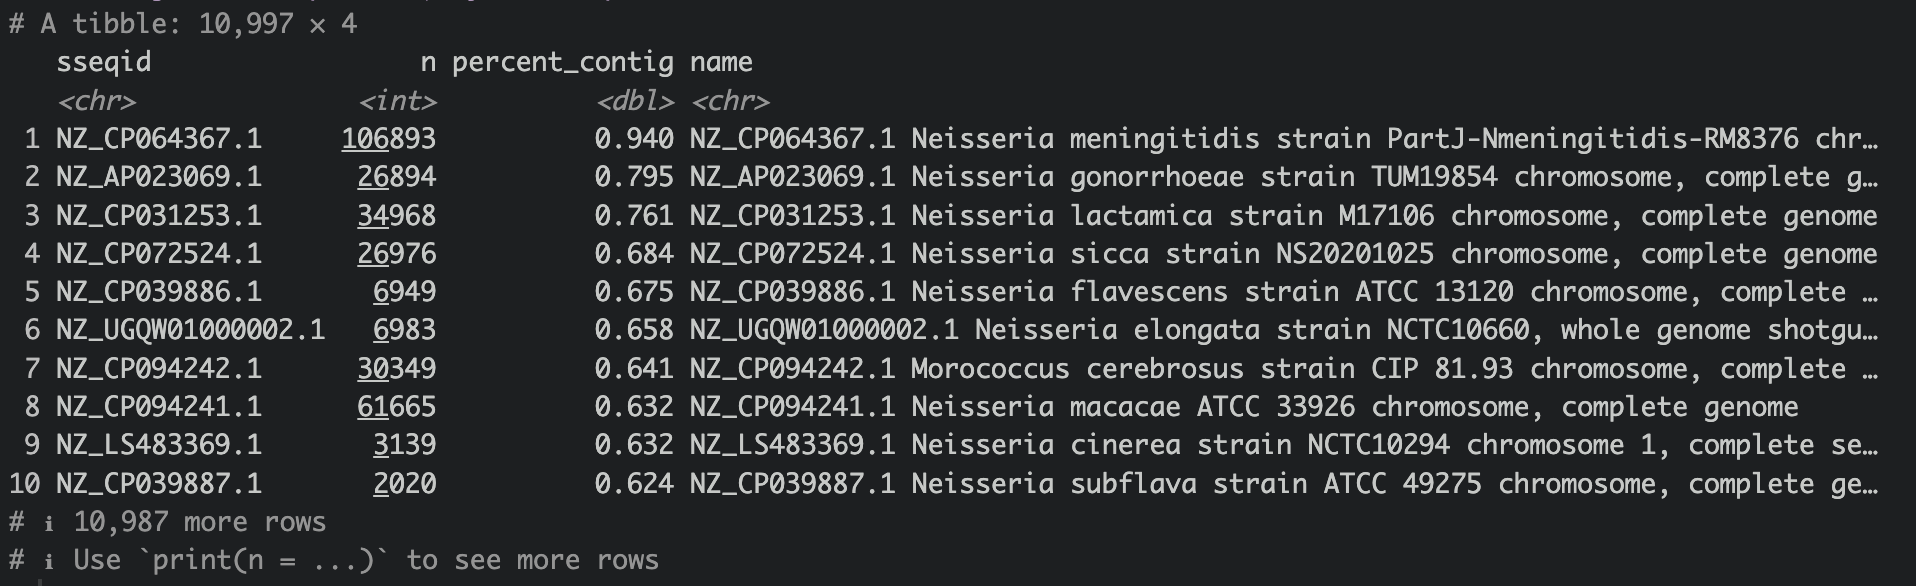 # A tibble: 10,997 × 4
sseqid n percent_contig name
<chr> <int> <dbl> <chr>
1 NZ_CP064367.1 106893 0.940 NZ_CP064367.1 Neisseria meningitidis strain PartJ-Nmeningitidis-RM8376 chr…
2 NZ_AP023069.1 26894 0.795 NZ_AP023069.1 Neisseria gonorrhoeae strain TUM19854 chromosome, complete g…
3 NZ_CP031253.1 34968 0.761 NZ_CP031253.1 Neisseria lactamica strain M17106 chromosome, complete genome
4 NZ_CP072524.1 26976 0.684 NZ_CP072524.1 Neisseria sicca strain NS20201025 chromosome, complete genome
5 NZ_CP039886.1 6949 0.675 NZ_CP039886.1 Neisseria flavescens strain ATCC 13120 chromosome, complete …
6 NZ_UGQW01000002.1 6983 0.658 NZ_UGQW01000002.1 Neisseria elongata strain NCTC10660, whole genome shotgu…
7 NZ_CP094242.1 30349 0.641 NZ_CP094242.1 Morococcus cerebrosus strain CIP 81.93 chromosome, complete …
8 NZ_CP094241.1 61665 0.632 NZ_CP094241.1 Neisseria macacae ATCC 33926 chromosome, complete genome
9 NZ_LS483369.1 3139 0.632 NZ_LS483369.1 Neisseria cinerea strain NCTC10294 chromosome 1, complete se…
10 NZ_CP039887.1 2020 0.624 NZ_CP039887.1 Neisseria subflava strain ATCC 49275 chromosome, complete ge…
# ℹ 10,987 more rows
# ℹ Use `print(n = ...)` to see more rows